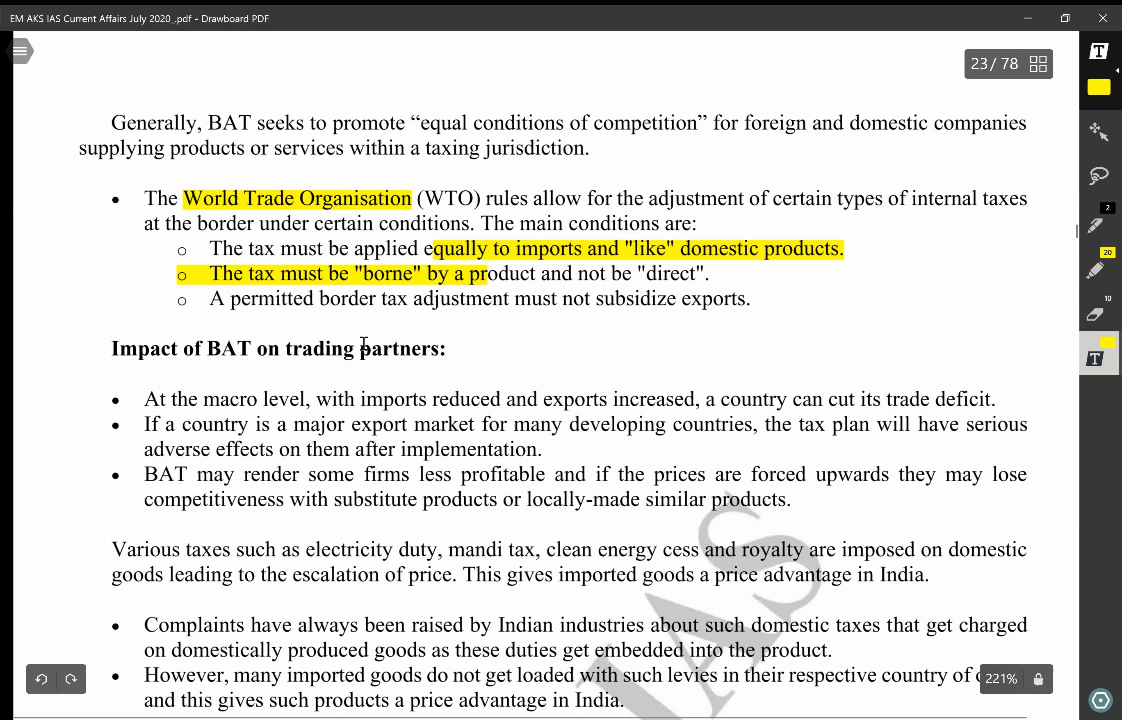 EM AKS IAS Current Affairs July 2020_.pdf - Drawboard PDF
23 / 78
Generally, BAT seeks to promote “equal conditions of competition” for foreign and domestic companies
supplying products or services within a taxing jurisdiction.
• The World Trade Organisation (WTO) rules allow for the adjustment of certain types of internal taxes
at the border under certain conditions. The main conditions are:
o The tax must be applied equally to imports and "like" domestic products.
o The tax must be "borne" by a product and not be "direct".
o A permitted border tax adjustment must not subsidize exports.
Impact of BAT on trading partners:
• At the macro level, with imports reduced and exports increased, a country can cut its trade deficit.
• If a country is a major export market for many developing countries, the tax plan will have serious
adverse effects on them after implementation.
• BAT may render some firms less profitable and if the prices are forced upwards they may lose
competitiveness with substitute products or locally-made similar products.
Various taxes such as electricity duty, mandi tax, clean energy cess and royalty are imposed on domestic
goods leading to the escalation of price. This gives imported goods a price advantage in India.
• Complaints have always been raised by Indian industries about such domestic taxes that get charged
on domestically produced goods as these duties get embedded into the product.
• However, many imported goods do not get loaded with such levies in their respective country of
and this gives such products a price advantage in India.
IAS
221%
T
2
20
10
T